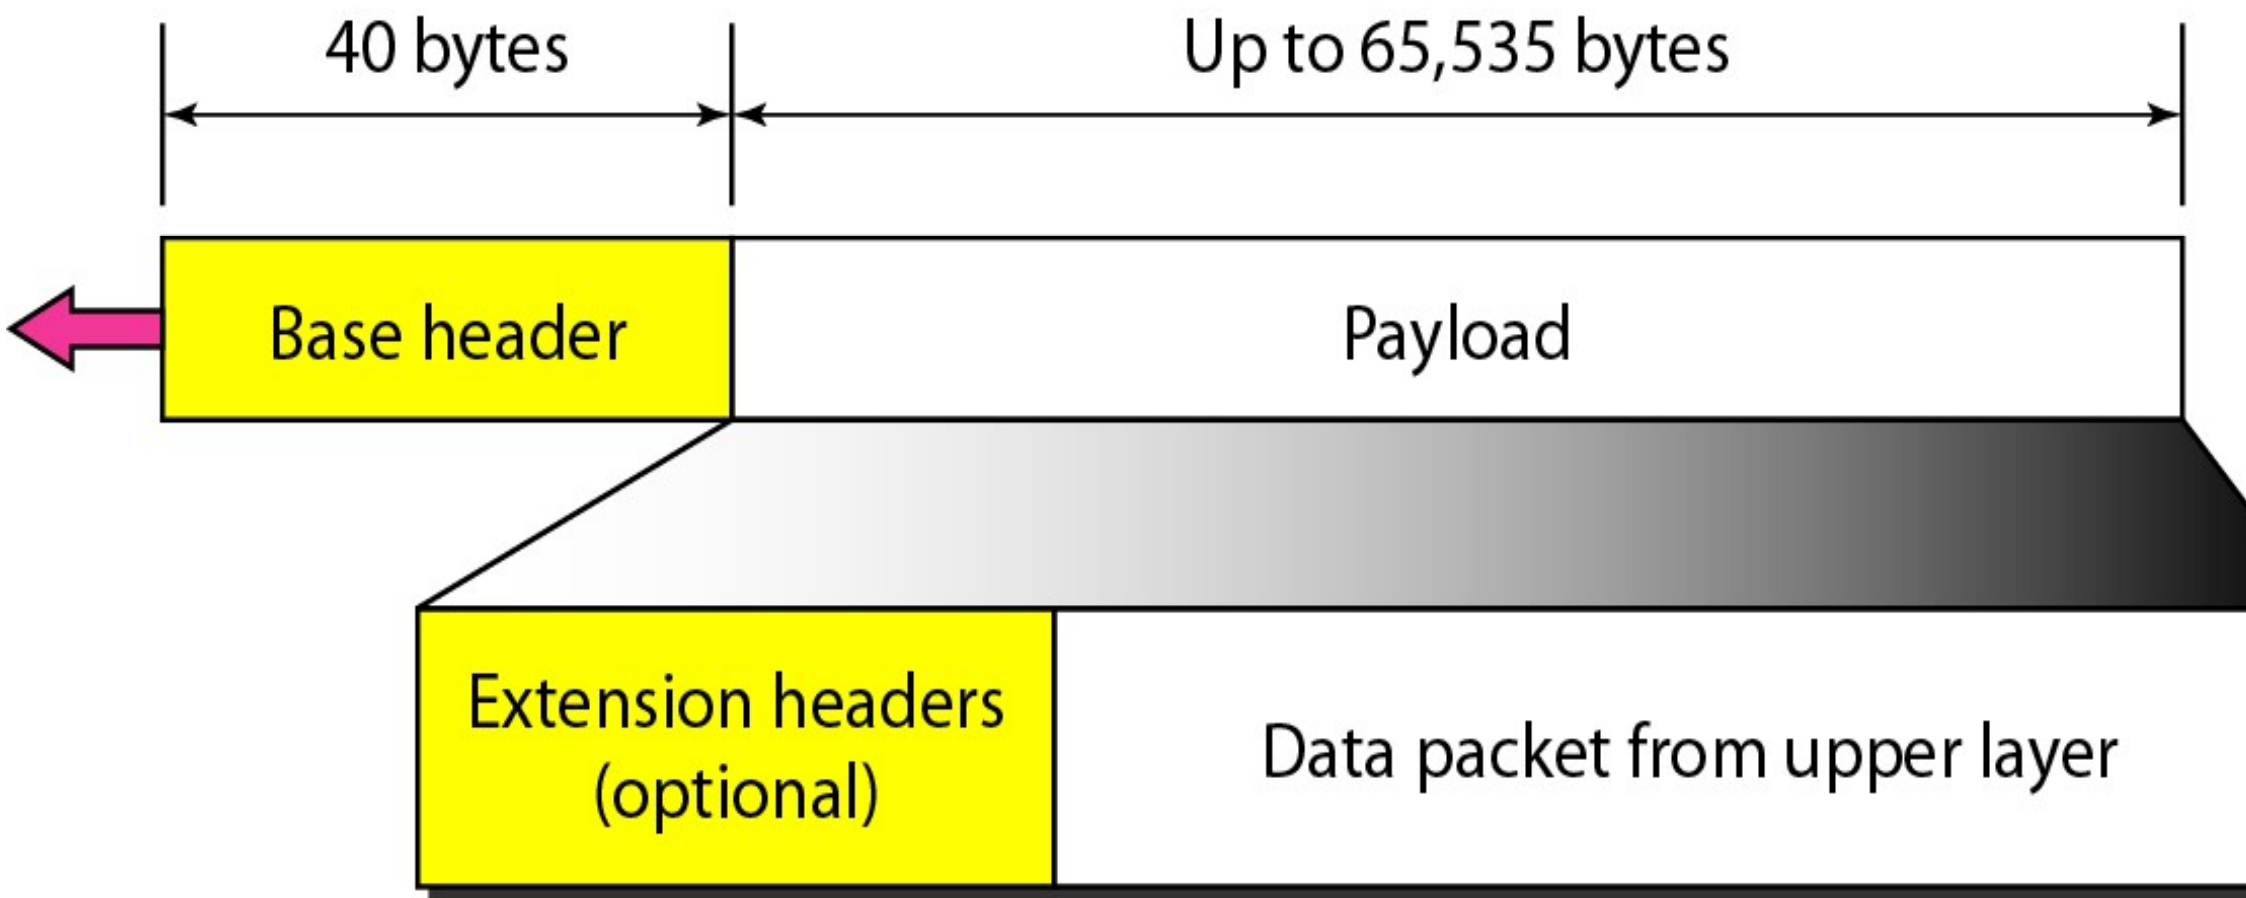 40 bytes
Up to 65,535 bytes
Base header
Payload
Extension headers
(optional)
Data packet from upper layer